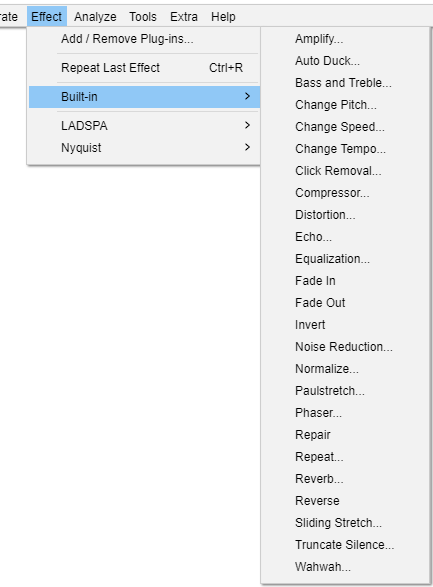 rate Effect Analyze Tools Extra Help
Add / Remove Plug-ins...
Repeat Last Effect Ctrl+R
Built-in >
LADSPA >
Nyquist >
Amplify...
Auto Duck...
Bass and Treble...
Change Pitch...
Change Speed...
Change Tempo...
Click Removal...
Compressor...
Distortion...
Echo...
Equalization...
Fade In
Fade Out
Invert
Noise Reduction...
Normalize...
Paulstretch...
Phaser...
Repair
Repeat...
Reverb...
Reverse
Sliding Stretch...
Truncate Silence...
Wahwah...